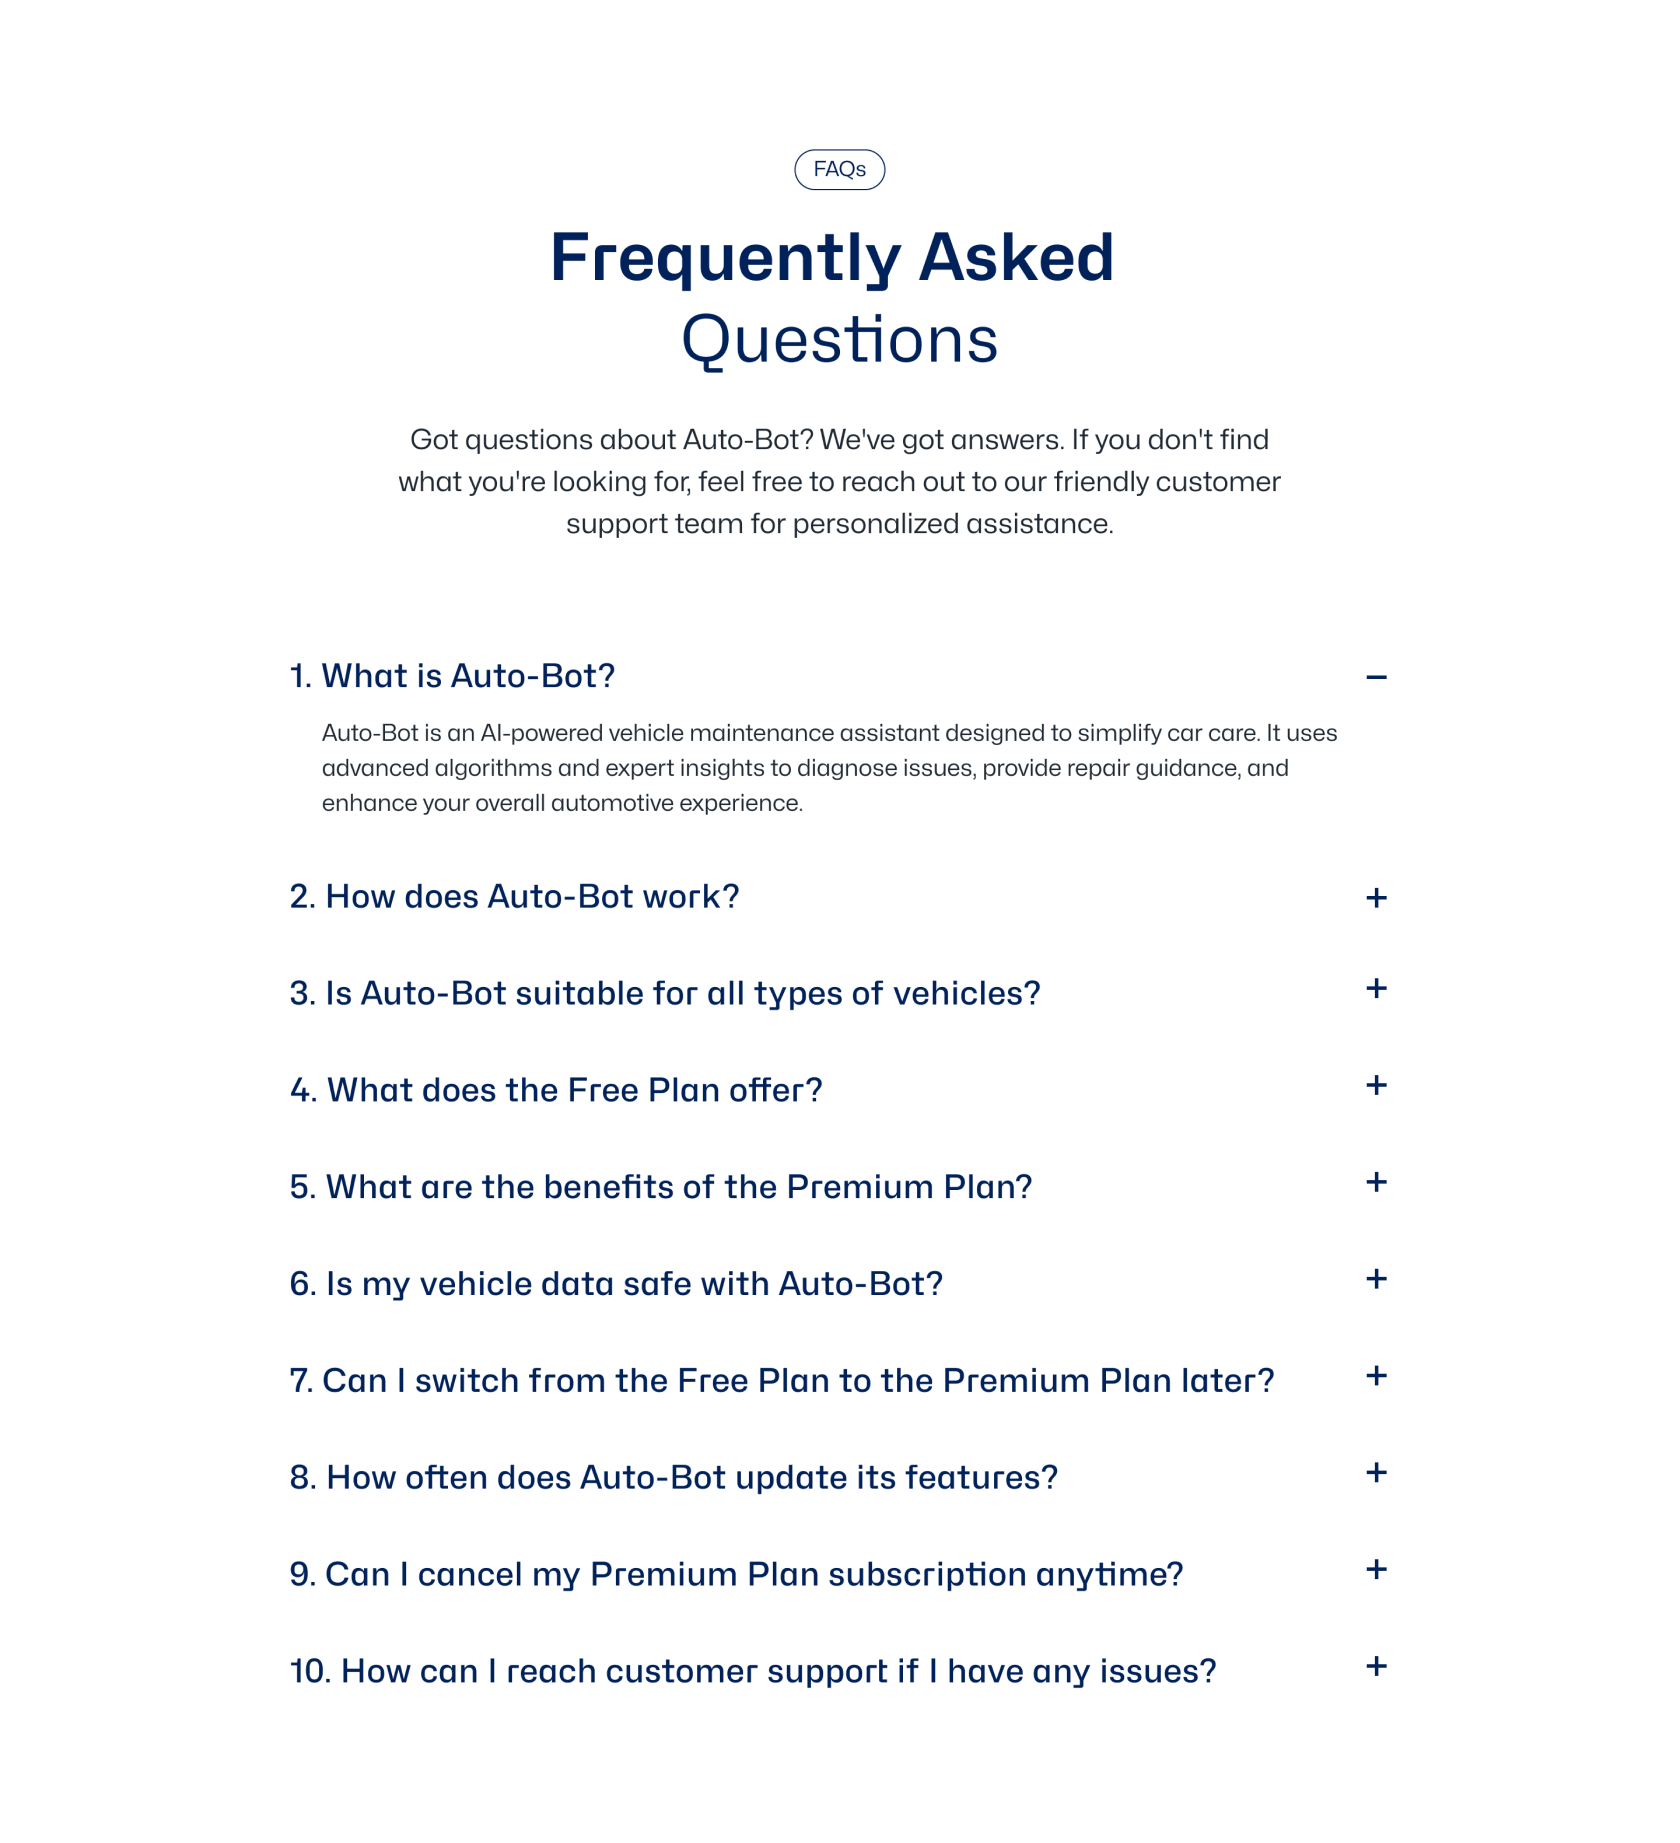 FAQs
Frequently Asked
Questions
Got questions about Auto-Bot? We've got answers. If you don't find
what you're looking for, feel free to reach out to our friendly customer
support team for personalized assistance.
1. What is Auto-Bot? –
Auto-Bot is an AI-powered vehicle maintenance assistant designed to simplify car care. It uses
advanced algorithms and expert insights to diagnose issues, provide repair guidance, and
enhance your overall automotive experience.
2. How does Auto-Bot work? +
3. Is Auto-Bot suitable for all types of vehicles? +
4. What does the Free Plan offer? +
5. What are the benefits of the Premium Plan? +
6. Is my vehicle data safe with Auto-Bot? +
7. Can I switch from the Free Plan to the Premium Plan later? +
8. How often does Auto-Bot update its features? +
9. Can I cancel my Premium Plan subscription anytime? +
10. How can I reach customer support if I have any issues? +